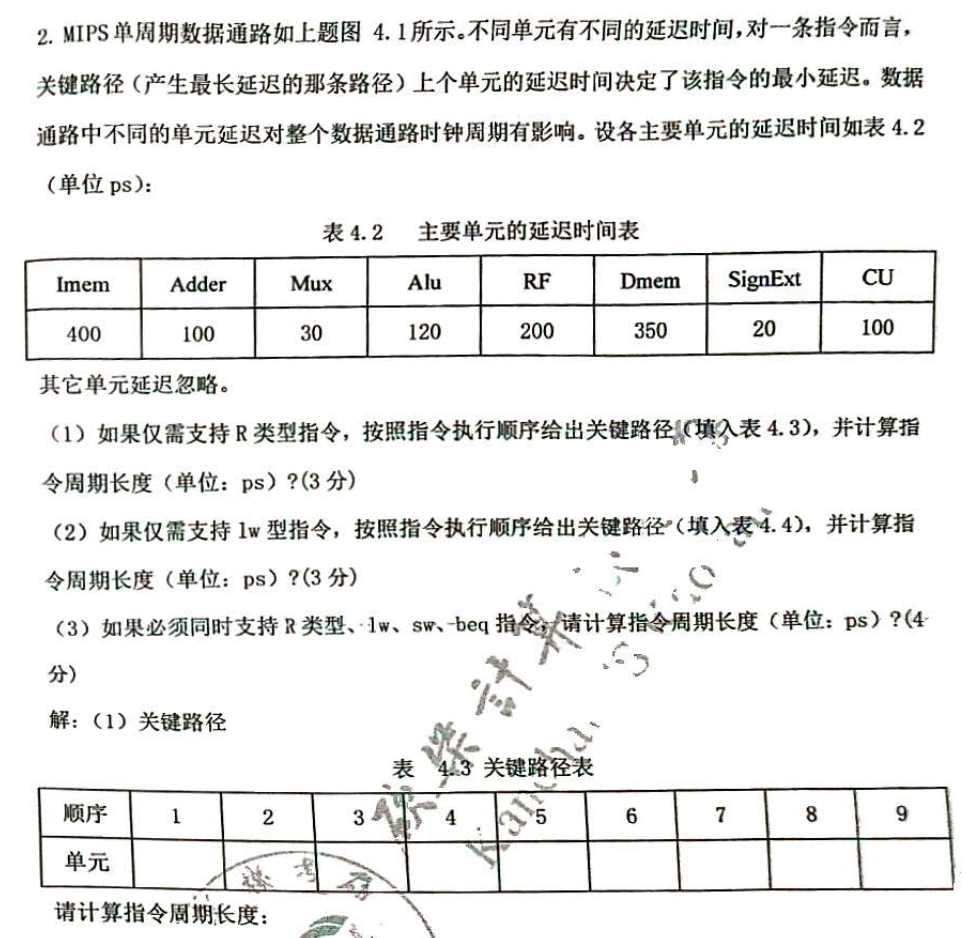 2. MIPS单周期数据通路如上题图 4.1所示。不同单元有不同的延迟时间,对一条指令而言,
关键路径(产生最长延迟的那条路径)上个单元的延迟时间决定了该指令的最小延迟。数据
通路中不同的单元延迟对整个数据通路时钟周期有影响。设各主要单元的延迟时间如表 4.2
(单位 ps):
表 4.2 主要单元的延迟时间表
Imem Adder Mux Alu RF Dmem SignExt CU
400 100 30 120 200 350 20 100
其它单元延迟忽略。
(1)如果仅需支持 R 类型指令,按照指令执行顺序给出关键路径(填入表 4.3),并计算指
令周期长度(单位:ps)?(3 分)
(2)如果仅需支持 lw 型指令,按照指令执行顺序给出关键路径(填入表 4.4),并计算指
令周期长度(单位:ps)?(3 分)
(3)如果必须同时支持 R 类型、lw、sw、beq 指令,请计算指令周期长度(单位:ps)?(4
分)
解:(1)关键路径
表 4.3 关键路径表
顺序 1 2 3 4 5 6 7 8 9
单元
请计算指令周期长度: